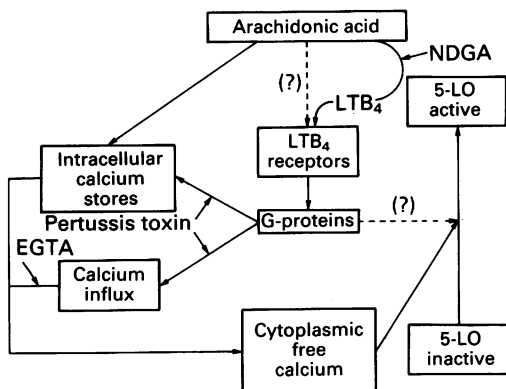 Arachidonic acid
NDGA
(?)
LTB4
5-LO
active
LTB4
receptors
Intracellular
calcium
stores
Pertussis toxin
G-proteins
(?)
EGTA
Calcium
influx
Cytoplasmic
free
calcium
5-LO
inactive